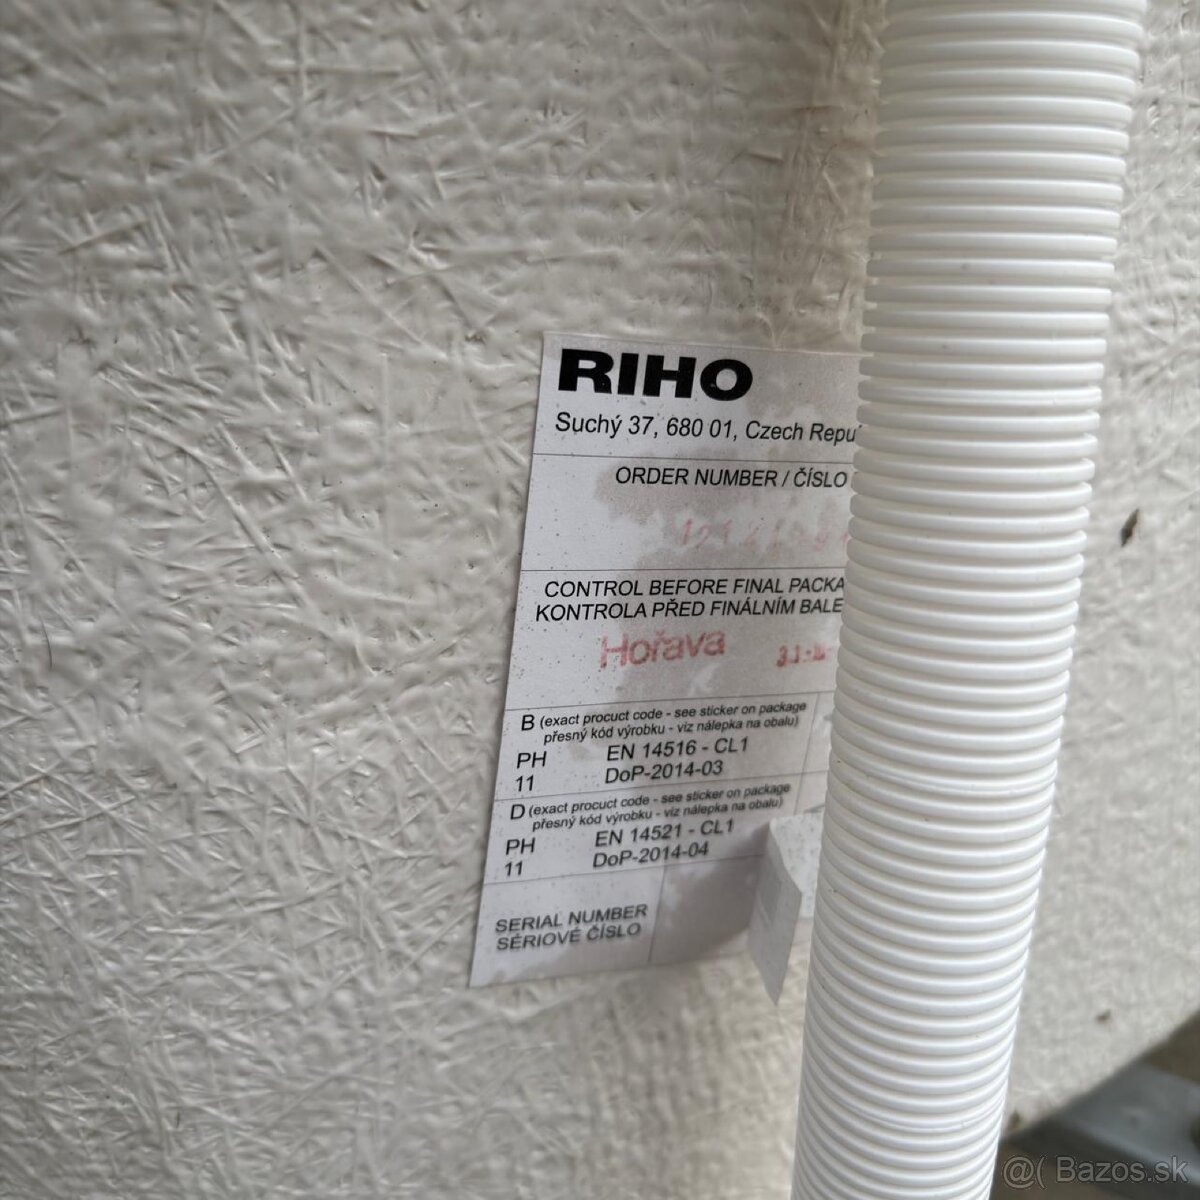 RIHO
Suchý 37, 680 01, Czech Repu
ORDER NUMBER / ČÍSLO
CONTROL BEFORE FINAL PACKA
KONTROLA PŘED FINÁLNÍM BALE
Hořava
B (exact procuct code - see sticker on package
přesný kód výrobku - viz nálepka na obalu)
PH EN 14516 - CL1
11 DoP-2014-03
D (exact procuct code - see sticker on package
přesný kód výrobku - viz nálepka na obalu)
PH EN 14521 - CL1
11 DoP-2014-04
SERIAL NUMBER
SÉRIOVÉ ČÍSLO
@( Bazos.sk